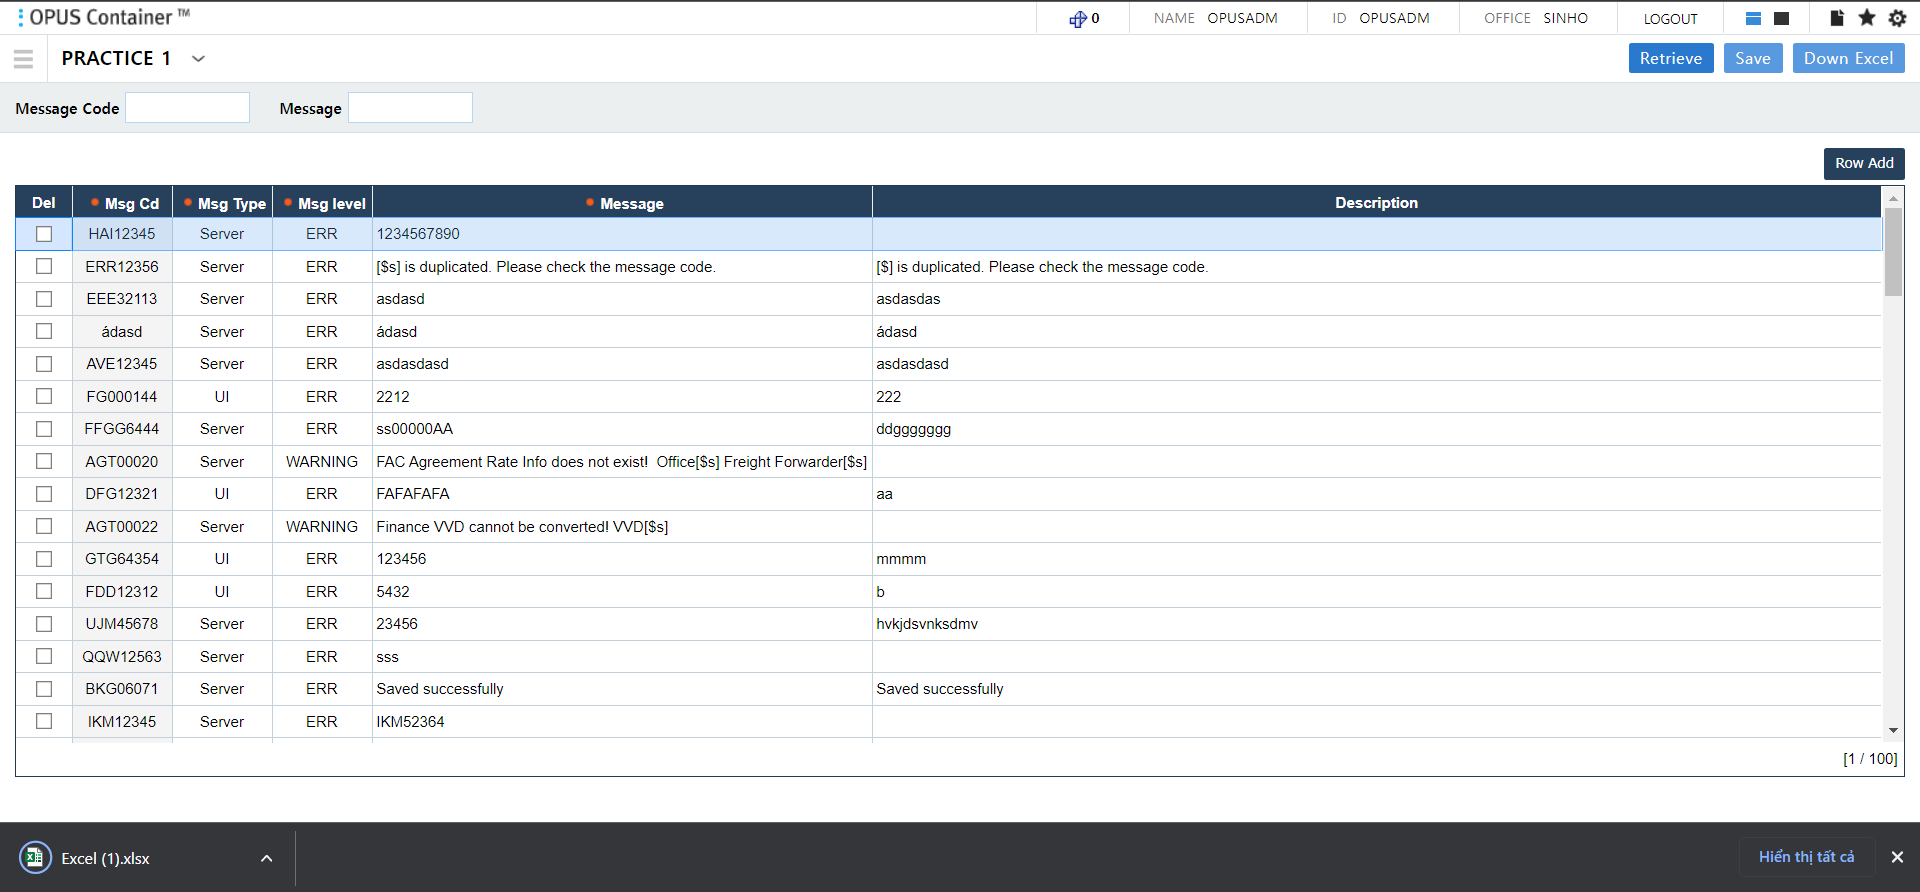 OPUS Container ™ 0 NAME OPUSADM ID OPUSADM OFFICE SINHO LOGOUT
PRACTICE 1 Retrieve Save Down Excel
Message Code Message
Row Add
Del Msg Cd Msg Type Msg level Message Description
HAI12345 Server ERR 1234567890
ERR12356 Server ERR [$s] is duplicated. Please check the message code. [$] is duplicated. Please check the message code.
EEE32113 Server ERR asdasd asdasdas
ádasd Server ERR ádasd ádasd
AVE12345 Server ERR asdasdasd asdasdasd
FG000144 UI ERR 2212 222
FFGG6444 Server ERR ss00000AA ddggggggg
AGT00020 Server WARNING FAC Agreement Rate Info does not exist! Office[$s] Freight Forwarder[$s]
DFG12321 UI ERR FAFAFAFA aa
AGT00022 Server WARNING Finance VVD cannot be converted! VVD[$s]
GTG64354 UI ERR 123456 mmmm
FDD12312 UI ERR 5432 b
UJM45678 Server ERR 23456 hvkjdsvnksdmv
QQW12563 Server ERR sss
BKG06071 Server ERR Saved successfully Saved successfully
IKM12345 Server ERR IKM52364
[1 / 100]
Excel (1).xlsx Hiển thị tất cả